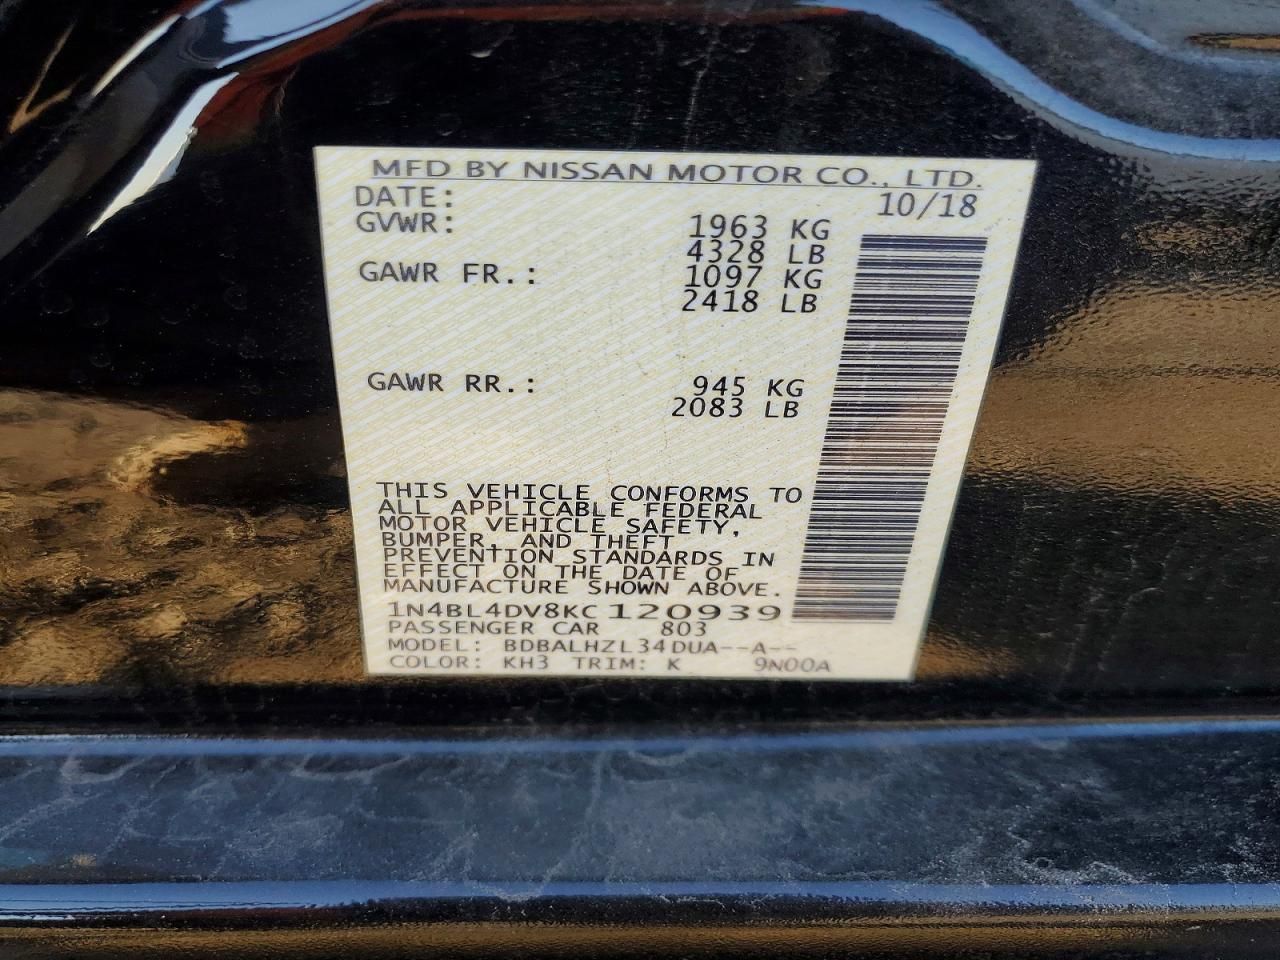 MFD BY NISSAN MOTOR CO., LTD.
DATE: 10/18
GVWR: 1963 KG
4328 LB
GAWR FR.: 1097 KG
2418 LB
GAWR RR.: 945 KG
2083 LB
THIS VEHICLE CONFORMS TO
ALL APPLICABLE FEDERAL
MOTOR VEHICLE SAFETY,
BUMPER, AND THEFT
PREVENTION STANDARDS IN
EFFECT ON THE DATE OF
MANUFACTURE SHOWN ABOVE.
1N4BL4DV8KC120939
PASSENGER CAR 803
MODEL: BDBALHZL34DUA--A--
COLOR: KH3 TRIM: K 9N00A